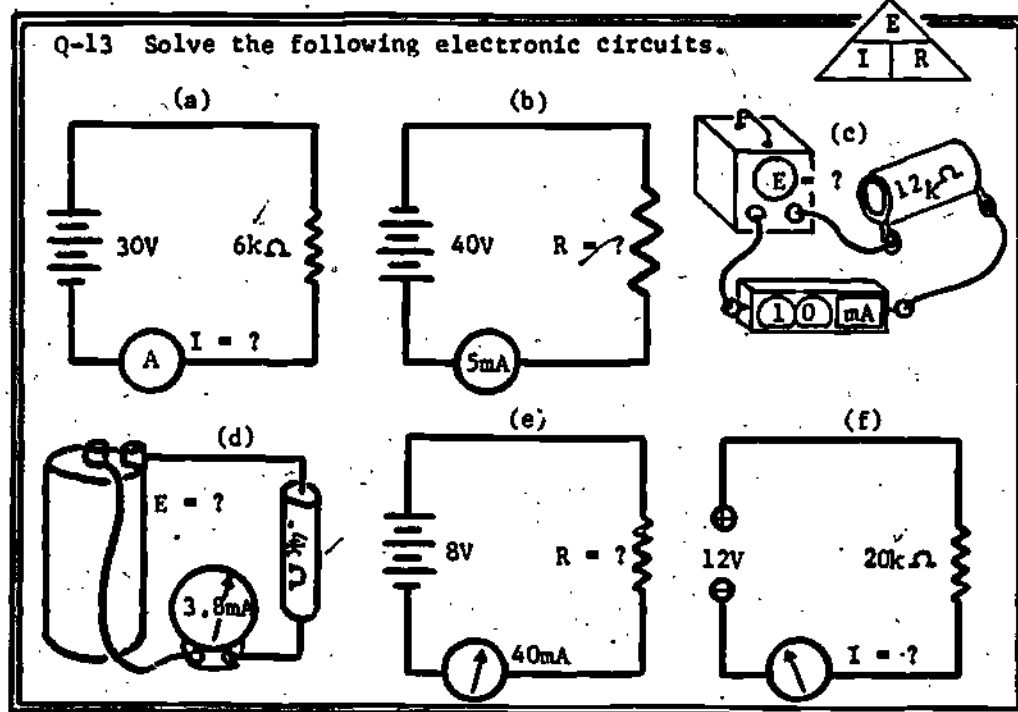 Q-13 Solve the following electronic circuits.
E
I R
(a)
30V
6kΩ
A
I = ?
(b)
40V
R = ?
5mA
(c)
E = ?
12kΩ
10 mA
(d)
E = ?
.4kΩ
3.8mA
(e)
8V
R = ?
40mA
(f)
12V
20kΩ
I = ?